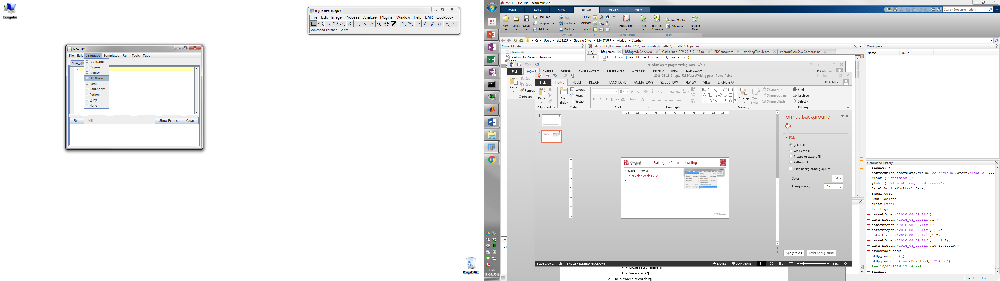 Computer
(Fiji Is Just) ImageJ
File Edit Image Process Analyze Plugins Window Help BAR Cookbook
Dev. Stk LUT >>
Command finished: Script...
New_.ijm
File Edit Language Templates Run Tools Tabs
New_.ijm
1
BeanShell
Clojure
Groovy
IJ1 Macro
Java
JavaScript
Python
Ruby
None
Run Kill Show Errors Clear
Recycle Bin
13:44
18/08/2016
MATLAB R2016a - academic use
HOME PLOTS APPS EDITOR PUBLISH VIEW
Search Documentation
New Open Save Find Files Compare Print
Go To Find
Insert Comment Indent
Breakpoints
Run Run and Advance Run Section Advance Run and Time
FILE NAVIGATE EDIT BREAKPOINTS RUN
C: Users da14205 Google Drive My STUFF Matlab Stephen
Current Folder
Name
contourFlowSaveContours.m
Editor - O:\Documents\MATLAB\Bio-Formats\bfmatlab\bfmatlab\bfopen.m
bfopen.m bfUpgradeCheck.m Catherinee_DEV_2016_01_13.m RDContour.m trackingTubules.m contourFlowSaveContours.m
1 function [result] = bfopen(id, varargin)
Workspace
Name Value
Introduction to programming.docx - Word
FILE HOME INSERT DESIGN PAGE LAYOUT REFERENCES MAILINGS REVIEW VIEW EndNote X7
DR Alibhai
Paste Cut Copy Format
Clipboard
2016_08_18_ImageJ_FIJI_MacroWriting.pptx - PowerPoint
FILE HOME INSERT DESIGN TRANSITIONS ANIMATIONS SLIDE SHOW REVIEW VIEW EndNote X7
DR Alibhai
Paste
New Slide
Layout
Reset
Section
28+
Arrange
Quick Styles
Shape Fill
Shape Outline
Shape Effects
Find
Replace
Select
Clipboard Slides Font Paragraph Drawing Editing
1
2
15 12 9 6 3 0 3 6 9 12 15
9
6
3
0
3
6
9
University of BRISTOL
Setting up for macro writing
• Start a new script
• File → New → Script
•
bristol.ac.uk
Format Background
FILL
Solid fill
Gradient fill
Picture or texture fill
Pattern fill
Hide background graphics
Color
Transparency 0%
Apply to All Reset Background
SLIDE 2 OF 2 ENGLISH (UNITED KINGDOM) NOTES COMMENTS 33%
trac
Set
Close·red·channel¶
Save·stack¶
Run·macro·recorder¶
Command History
figure();
box=boxplot(anovaData,group,'colorgroup',group,'labels',...
xlabel('Condition');
ylabel('Filament Length (Microns)');
Excel.ActiveWorkbook.Save;
Excel.Quit
Excel.delete
clear Excel
tilefigs
data=bfopen('2016_08_02.lif');
data=bfopen('2016_08_02.lif',1);
data=bfopen('2016_08_02.lif');
data=bfopen('2016_08_02.lif',1,1);
data=bfopen('2016_08_02.lif',1,2);
data=bfopen('2016_08_02.lif',1:1,1:1);
data=bfopen('2016_08_02.lif',10,10,10,10);
bfUpgradeCheck
bfUpgradeCheck()
bfUpgradeCheck(autoDownload, 'STABLE')
%-- 16/08/2016 12:14 --%
FLIMfit
Ln 1 Col 1